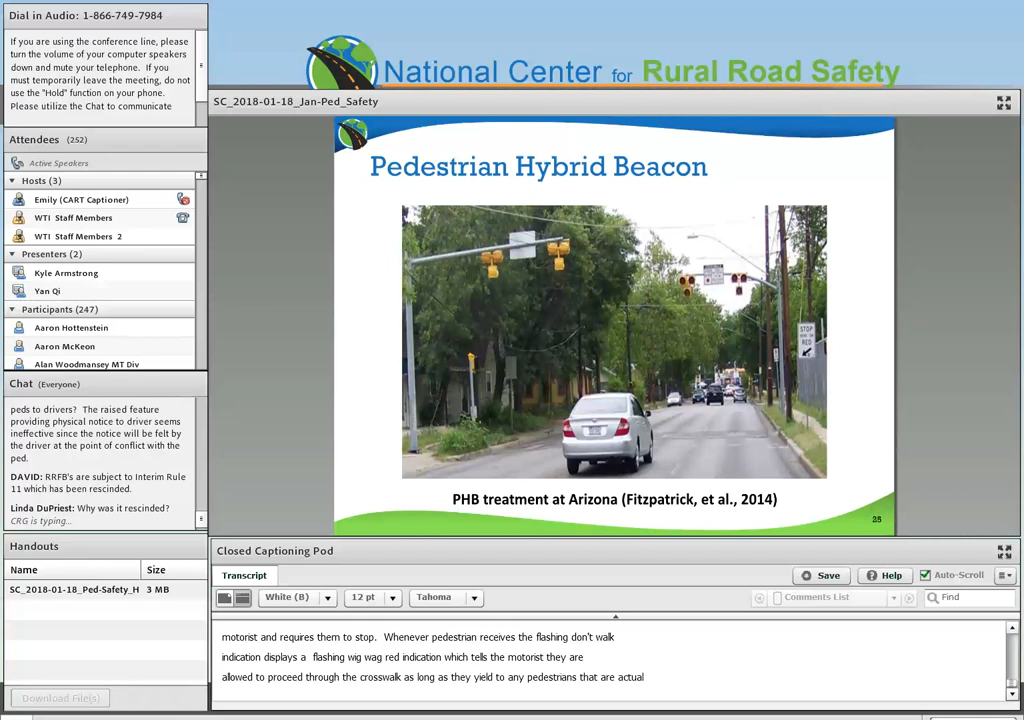 Dial in Audio: 1-866-749-7984
If you are using the conference line, please
turn the volume of your computer speakers
down and mute your telephone.  If you
must temporarily leave the meeting, do not
use the "Hold" function on your phone.
Please utilize the Chat to communicate
National Center for Rural Road Safety
Attendees (252)
Active Speakers
Hosts (3)
Emily (CART Captioner)
WTI Staff Members
WTI Staff Members 2
Presenters (2)
Kyle Armstrong
Yan Qi
Participants (247)
Aaron Hottenstein
Aaron McKeon
Alan Woodmansey MT Div
Chat (Everyone)
peds to drivers?  The raised feature
providing physical notice to driver seems
ineffective since the notice will be felt by
the driver at the point of conflict with the
ped.
DAVID: RRFB's are subject to Interim Rule
11 which has been rescinded.
Linda DuPriest: Why was it rescinded?
CRG is typing...
Handouts
Name Size
SC_2018-01-18_Ped-Safety_H 3 MB
Download File(s)
SC_2018-01-18_Jan-Ped_Safety
Pedestrian Hybrid Beacon
STOP
RED
PHB treatment at Arizona (Fitzpatrick, et al., 2014)
25
Closed Captioning Pod
Transcript
Save
Help
Auto-Scroll
White (B)
12 pt
Tahoma
Comments List
Find
motorist and requires them to stop.  Whenever pedestrian receives the flashing don't walk
indication displays a  flashing wig wag red indication which tells the motorist they are
allowed to proceed through the crosswalk as long as they yield to any pedestrians that are actual